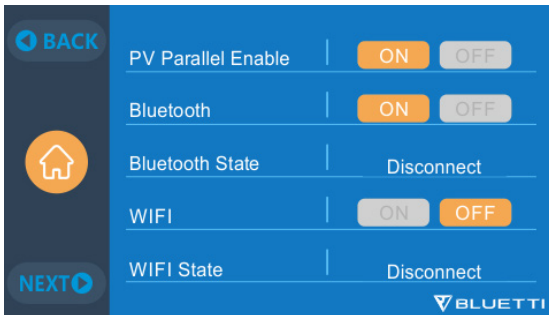 BACK
PV Parallel Enable ON OFF
Bluetooth ON OFF
Bluetooth State Disconnect
WIFI ON OFF
WIFI State Disconnect
NEXT
BLUETTI